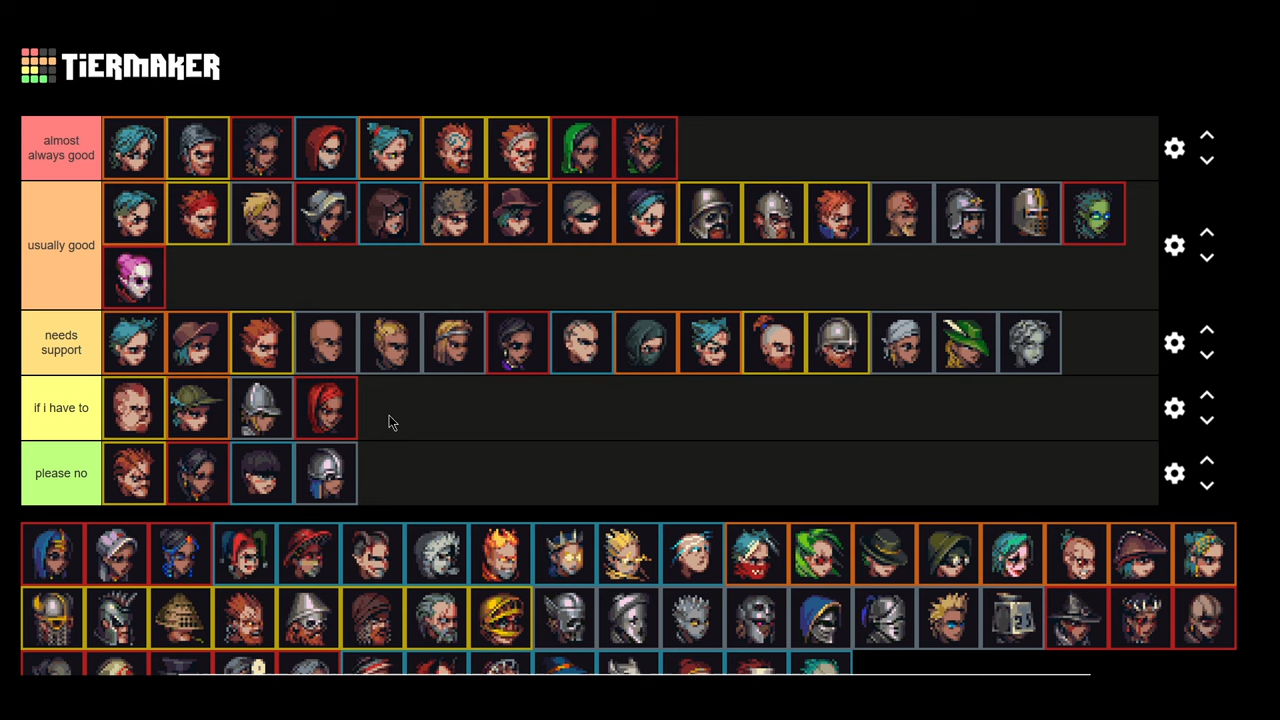 TiERMAKER
almost
always good
usually good
needs
support
if i have to
please no